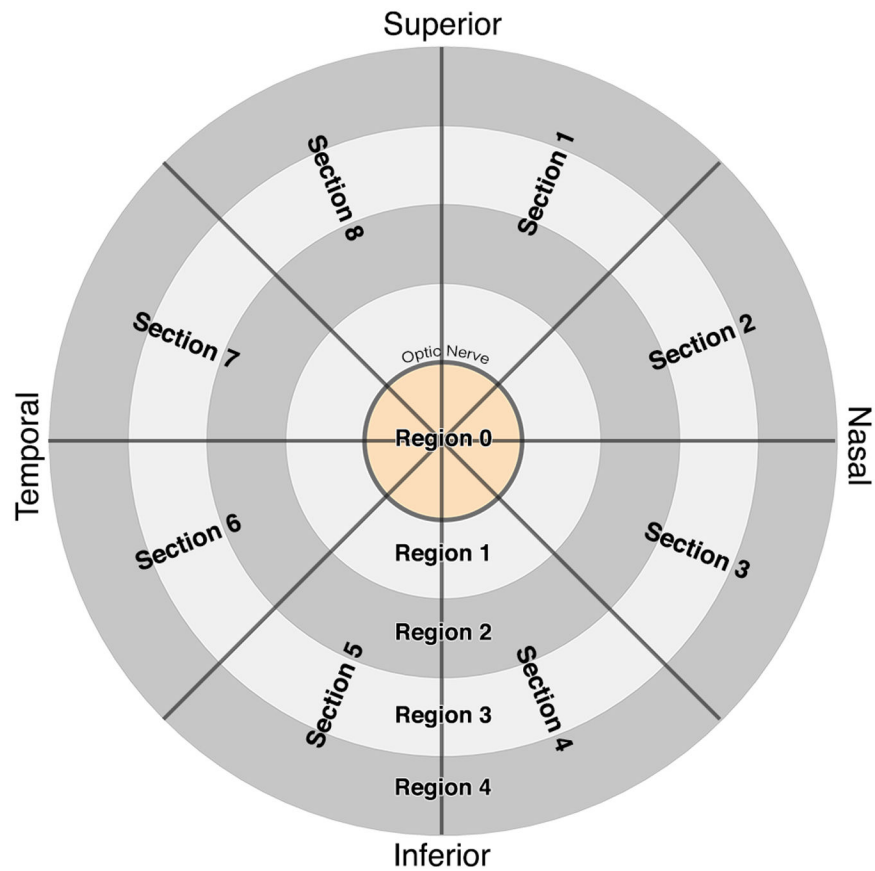 Superior
Section 8
Section 1
Section 7
Section 2
Optic Nerve
Temporal
Region 0
Nasal
Section 6
Section 3
Region 1
Region 2
Section 5
Section 4
Region 3
Region 4
Inferior